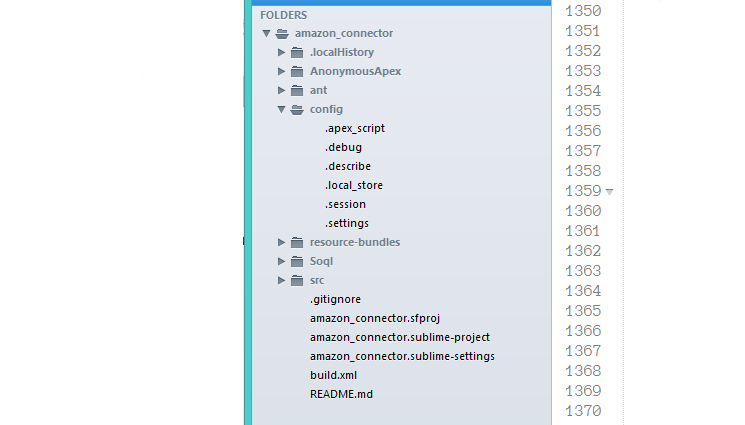 FOLDERS
amazon_connector
.localHistory
AnonymousApex
ant
config
.apex_script
.debug
.describe
.local_store
.session
.settings
resource-bundles
Soql
src
.gitignore
amazon_connector.sfproj
amazon_connector.sublime-project
amazon_connector.sublime-settings
build.xml
README.md
1350
1351
1352
1353
1354
1355
1356
1357
1358
1359
1360
1361
1362
1363
1364
1365
1366
1367
1368
1369
1370